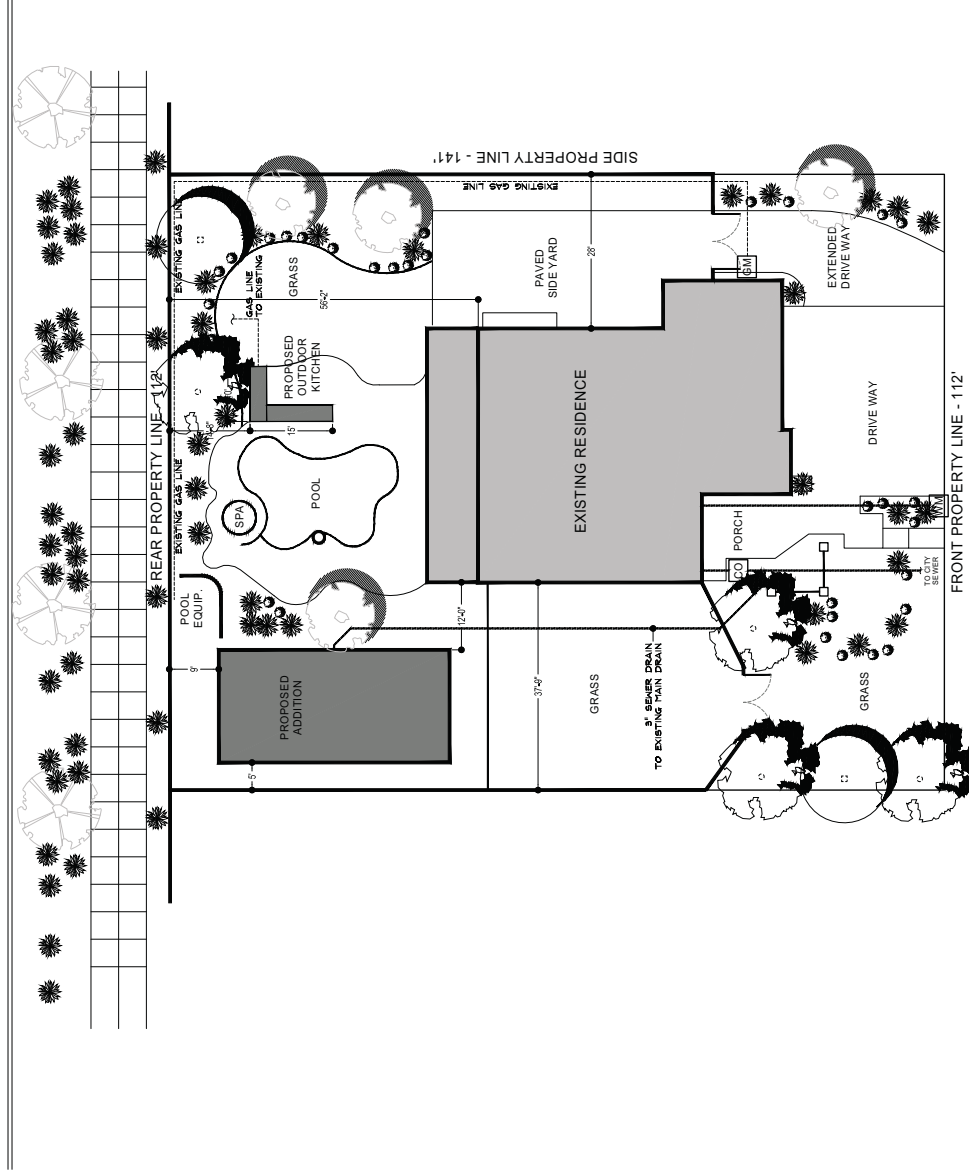 SIDE PROPERTY LINE - 141'
EXISTING GAS LINE
EXISTING GAS LINE
GRASS
GAS LINE
TO EXISTING
56'-2"
PAVED
SIDE YARD
28'
GM
EXTENDED
DRIVE WAY
REAR PROPERTY LINE - 112'
PROPOSED
OUTDOOR
KITCHEN
15'
EXISTING GAS LINE
SPA
POOL
EXISTING RESIDENCE
DRIVE WAY
FRONT PROPERTY LINE - 112'
PORCH
CO
WM
TO CITY
SEWER
POOL
EQUIP.
12'-0"
9'
PROPOSED
ADDITION
5'
37'-9"
GRASS
3" SEWER DRAIN
TO EXISTING MAIN DRAIN
GRASS